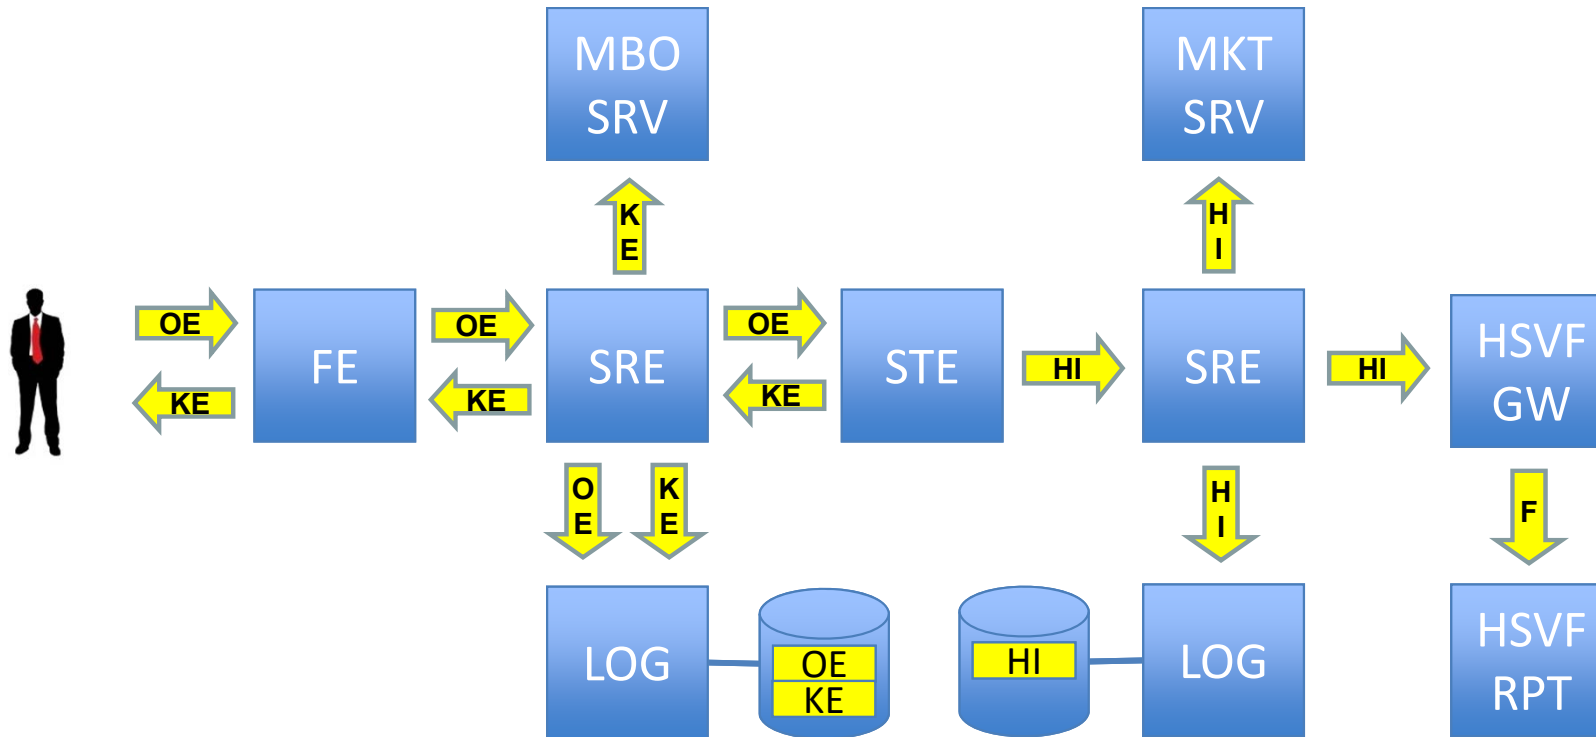 MBO
SRV
MKT
SRV
K
E
H
I
OE
OE
OE
FE
SRE
STE
SRE
HSVF
GW
HI
HI
KE
KE
KE
O
E
K
E
H
I
F
LOG
OE
KE
HI
LOG
HSVF
RPT